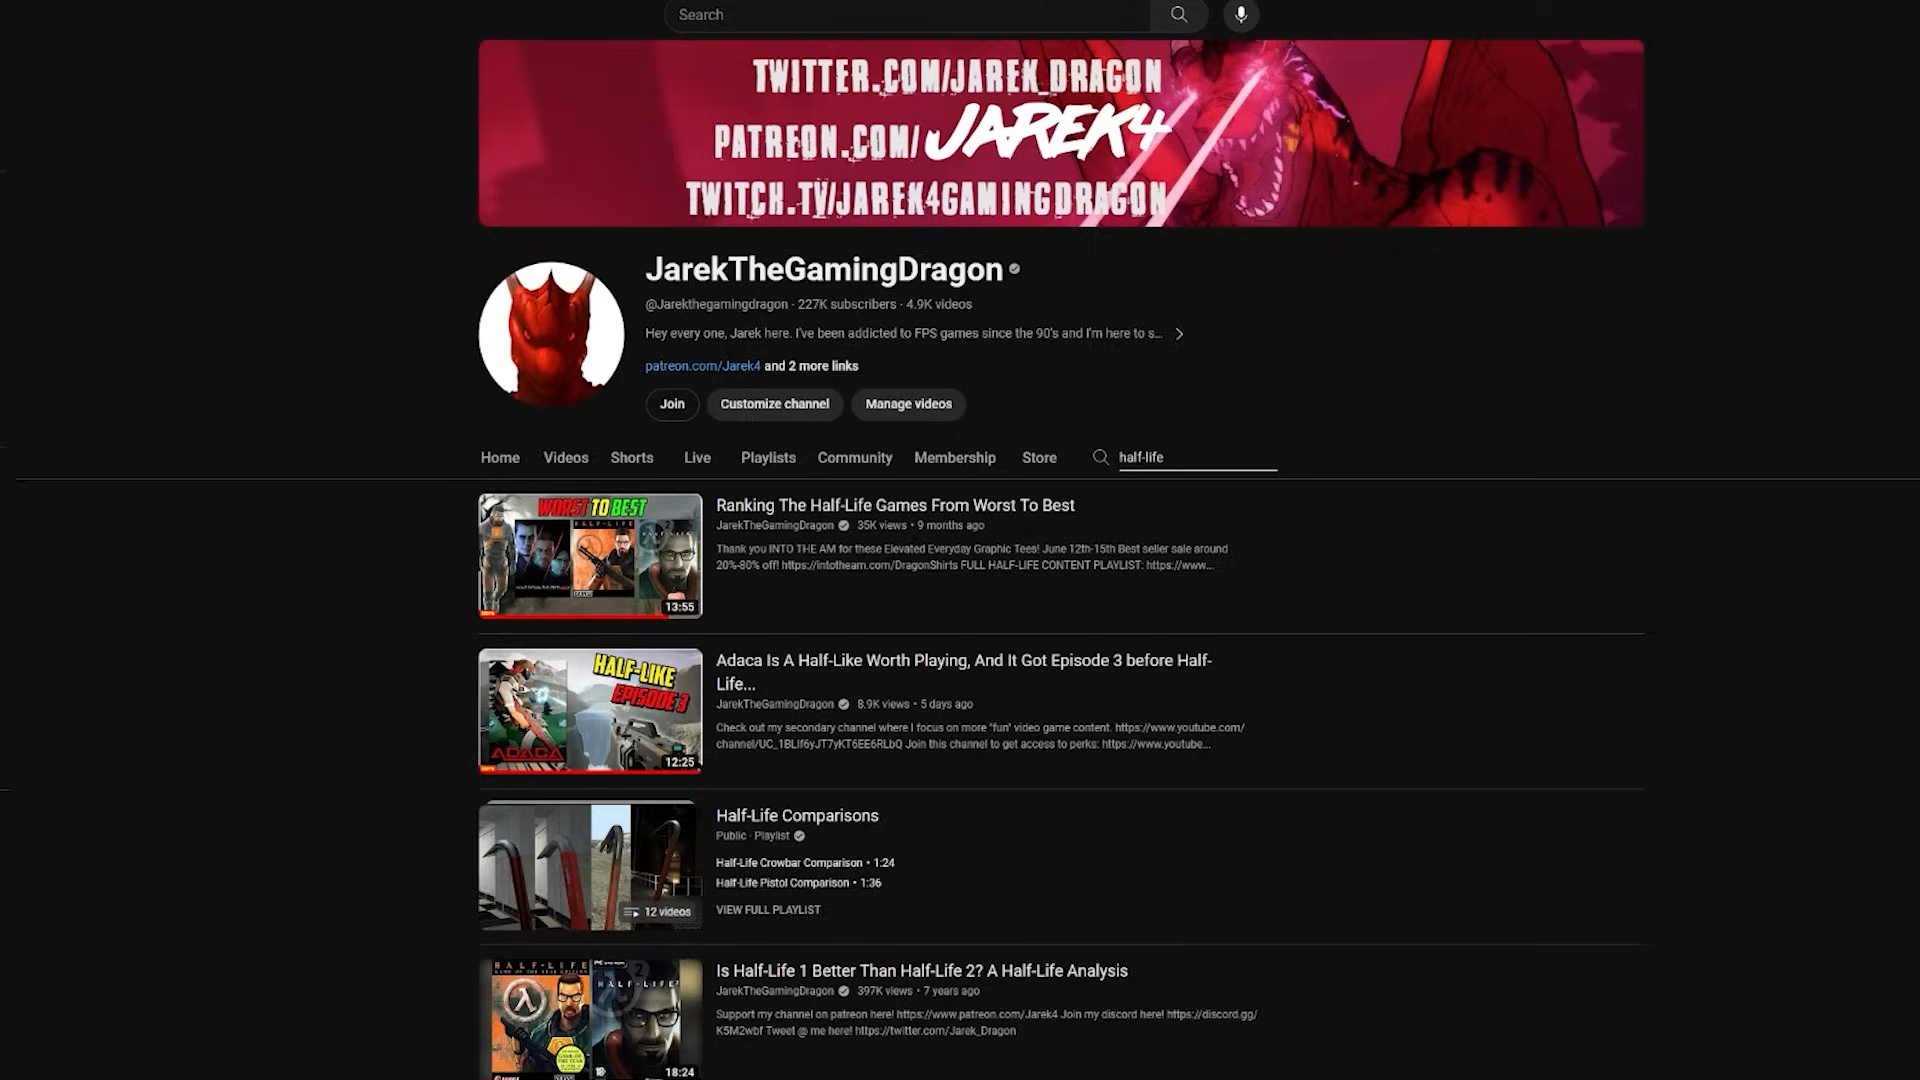 Search
TWITTER.COM/JAREK_DRAGON
PATREON.COM/JAREK4
TWITCH.TV/JAREK4GAMINGDRAGON
JarekTheGamingDragon
@Jarekthegamingdragon · 227K subscribers · 4.9K videos
Hey every one, Jarek here. I've been addicted to FPS games since the 90's and I'm here to s...
patreon.com/Jarek4 and 2 more links
Join Customize channel Manage videos
Home Videos Shorts Live Playlists Community Membership Store half-life
WORST TO BEST
HALF-LIFE
13:55
Ranking The Half-Life Games From Worst To Best
JarekTheGamingDragon 35K views • 9 months ago
Thank you INTO THE AM for these Elevated Everyday Graphic Tees! June 12th-15th Best seller sale around
20%-80% off! https://intotheam.com/DragonShirts FULL HALF-LIFE CONTENT PLAYLIST: https://www...
HALF-LIKE
EPISODE 3
ADACA
12:25
Adaca Is A Half-Like Worth Playing, And It Got Episode 3 before Half-
Life...
JarekTheGamingDragon 8.9K views • 5 days ago
Check out my secondary channel where I focus on more "fun" video game content. https://www.youtube.com/
channel/UC_1BLIf6yJT7yKT6EE6RLbQ Join this channel to get access to perks: https://www.youtube...
12 videos
Half-Life Comparisons
Public · Playlist
Half-Life Crowbar Comparison • 1:24
Half-Life Pistol Comparison • 1:36
VIEW FULL PLAYLIST
HALF-LIFE
HALF-LIFE
18:24
Is Half-Life 1 Better Than Half-Life 2? A Half-Life Analysis
JarekTheGamingDragon 397K views • 7 years ago
Support my channel on patreon here! https://www.patreon.com/Jarek4 Join my discord here! https://discord.gg/
K5M2wbf Tweet @ me here! https://twitter.com/Jarek_Dragon